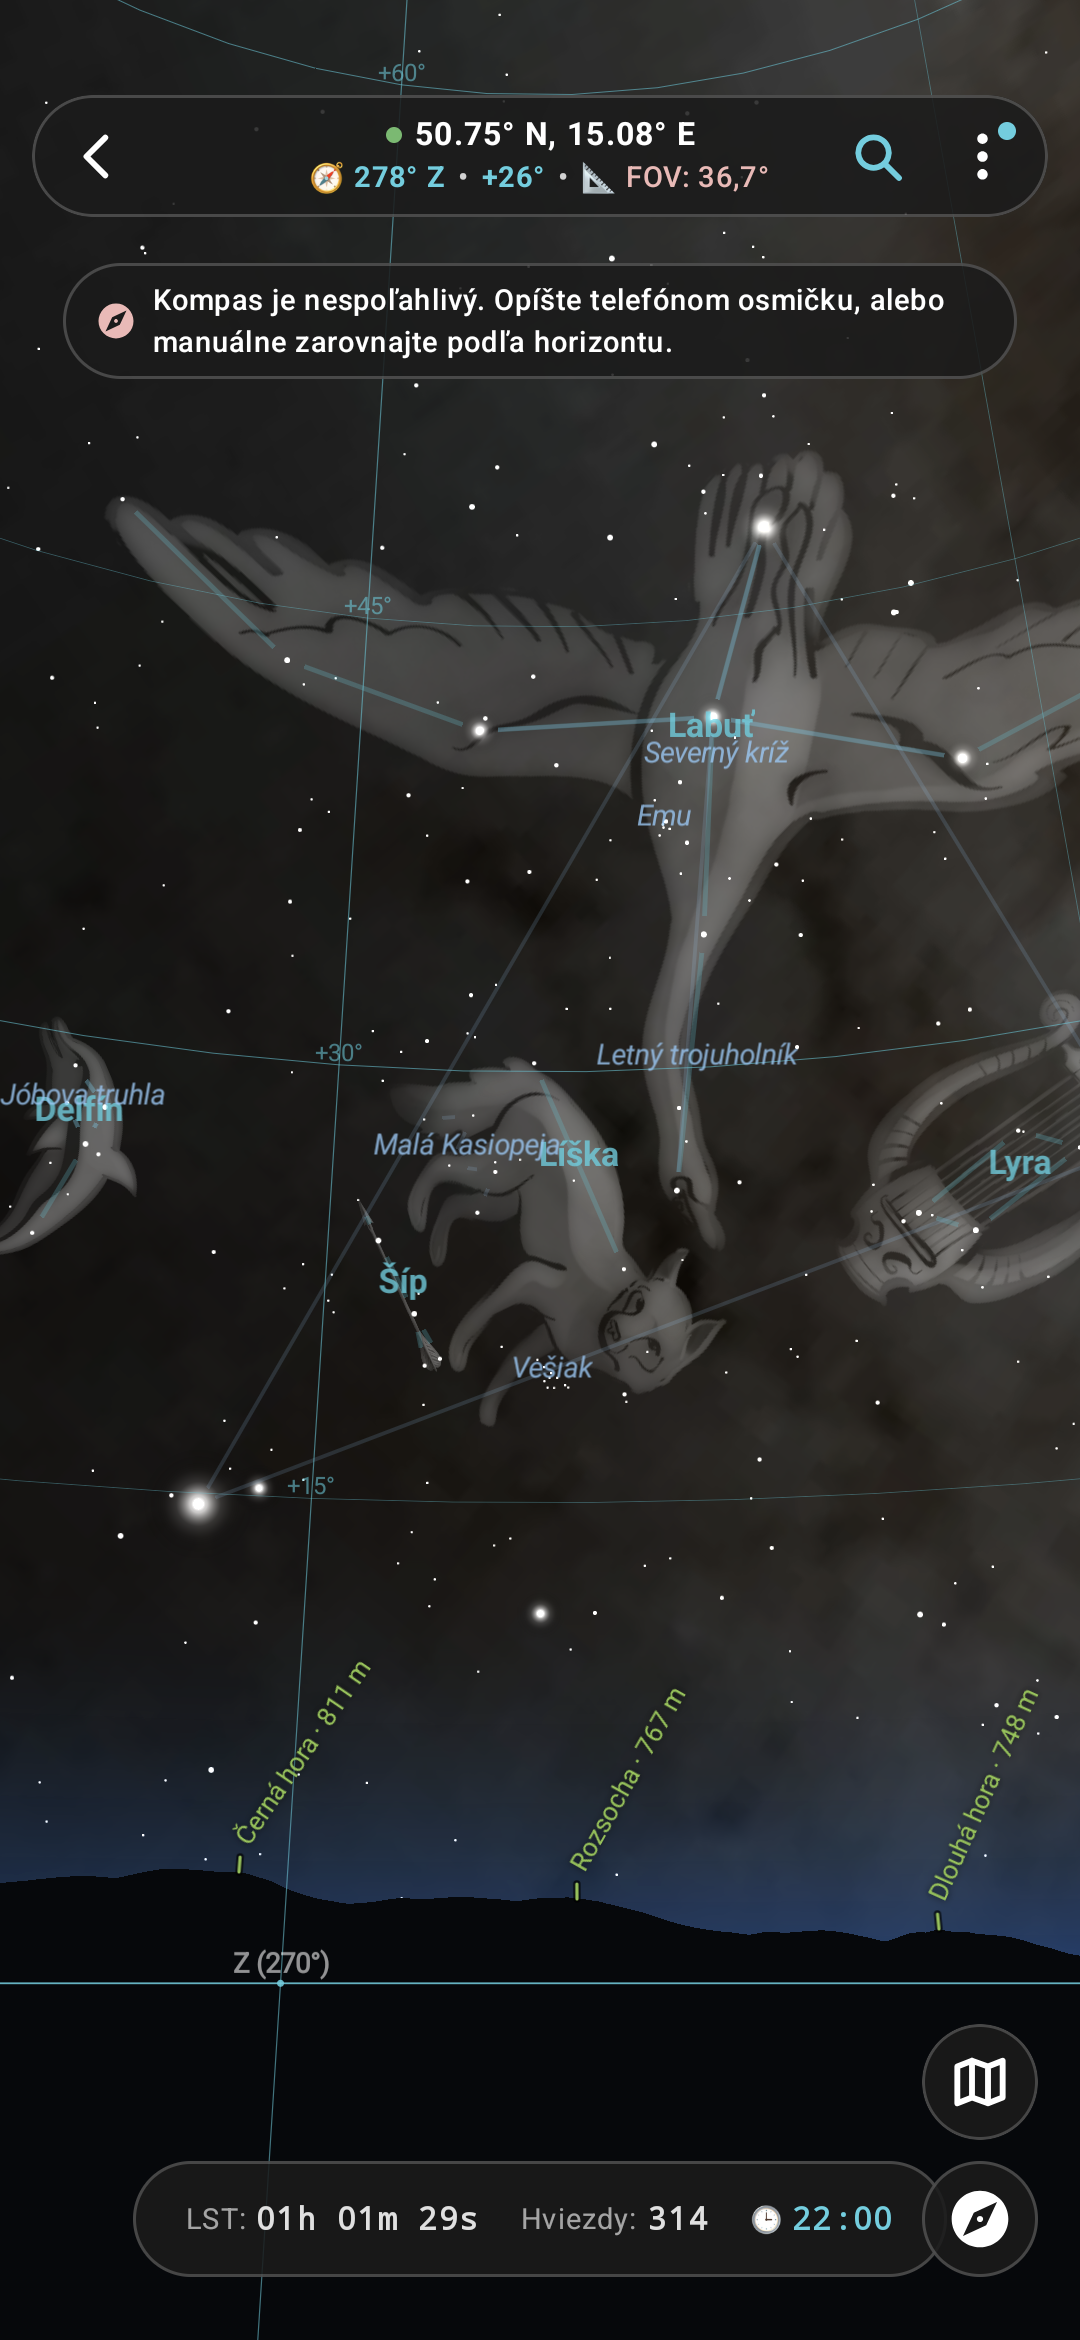 +60°
50.75° N, 15.08° E
278° Z • +26° • FOV: 36,7°
Kompas je nespoľahlivý. Opíšte telefónom osmičku, alebo
manuálne zarovnajte podľa horizontu.
+45°
Labuť
Severný kríž
Emu
+30°
Letný trojuholník
Jóbova truhla
Delfín
Malá Kasiopeja
Líška
Lyra
Šíp
Vešiak
+15°
Černá hora · 811 m
Rozsocha · 767 m
Dlouhá hora · 748 m
Z (270°)
LST: 01h 01m 29s Hviezdy: 314 22:00